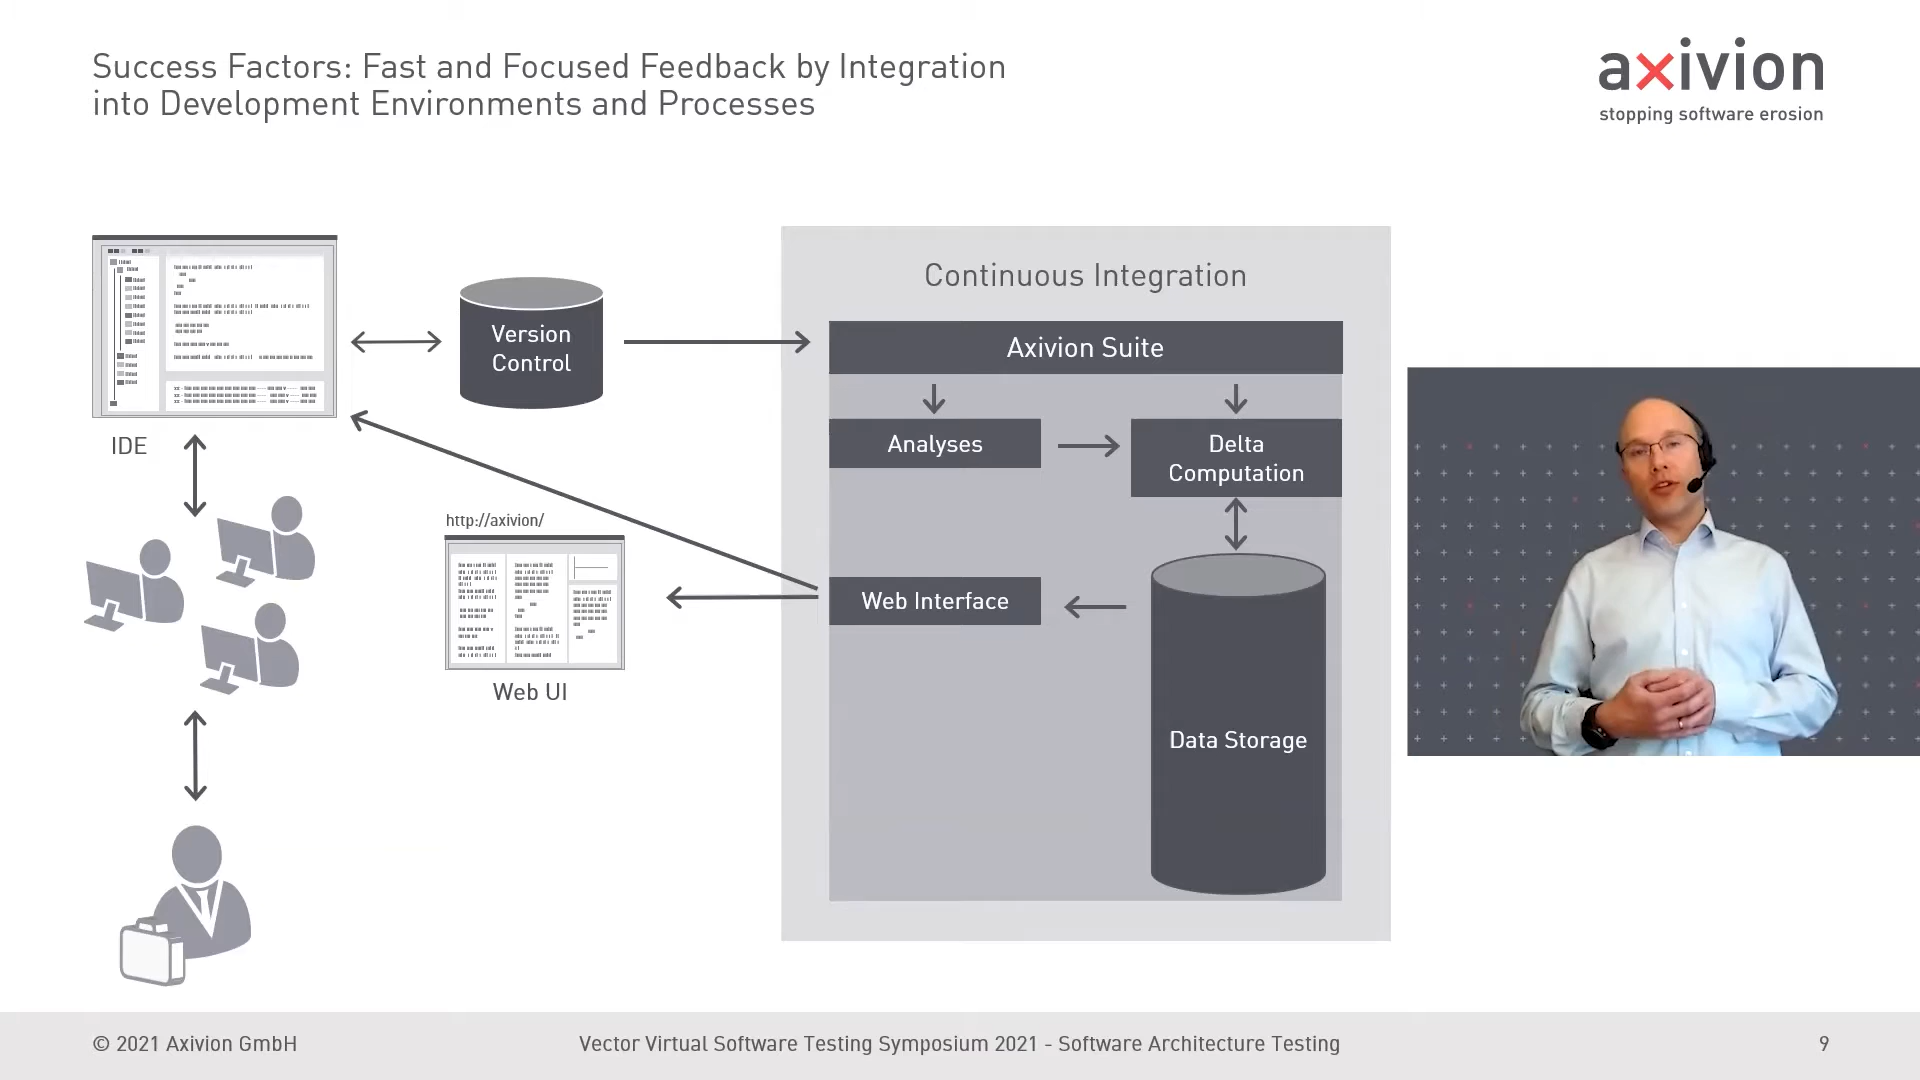 Success Factors: Fast and Focused Feedback by Integration
into Development Environments and Processes
axivion
stopping software erosion
Continuous Integration
Version
Control
Axivion Suite
Analyses
Delta
Computation
IDE
http://axivion/
Web Interface
Web UI
Data Storage
© 2021 Axivion GmbH
Vector Virtual Software Testing Symposium 2021 - Software Architecture Testing
9